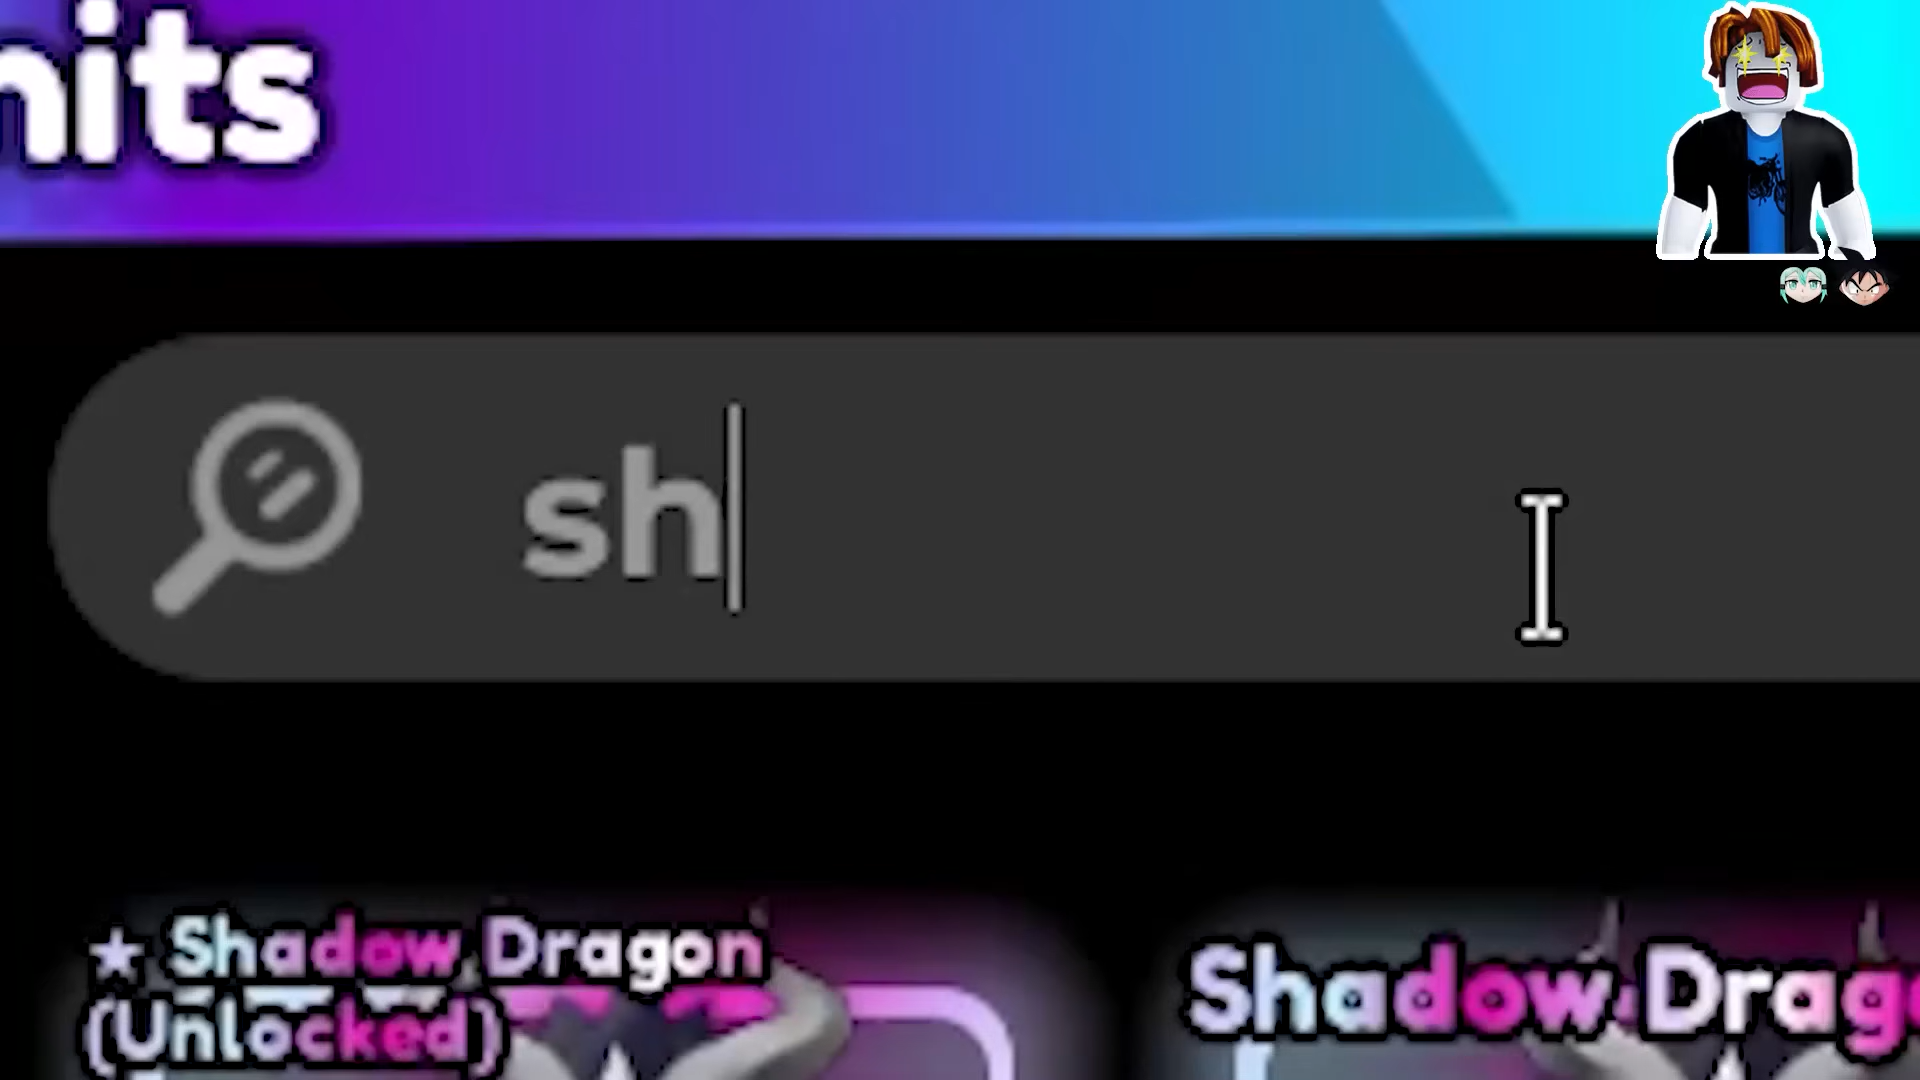 nits
sh
★ Shadow Dragon
(Unlocked)
Shadow Drag